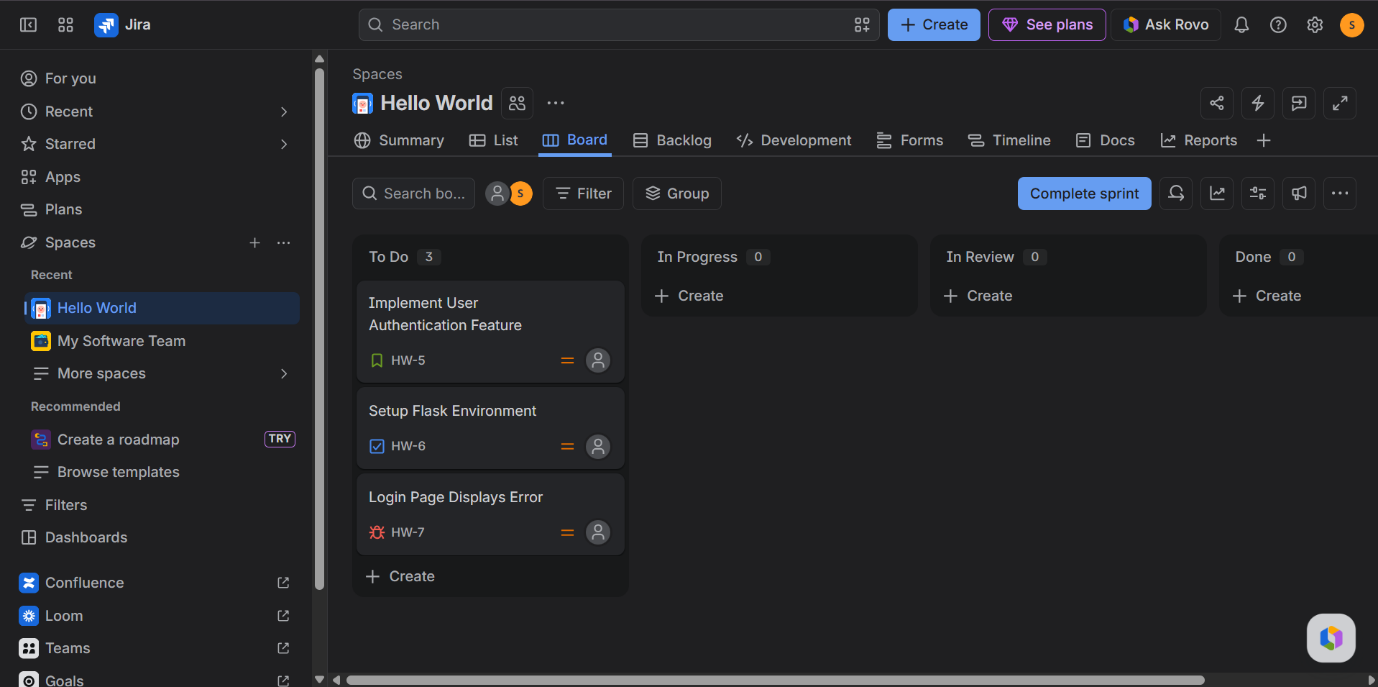 Jira
Search
Create
See plans
Ask Rovo
S
For you
Recent
Starred
Apps
Plans
Spaces
Recent
Hello World
My Software Team
More spaces
Recommended
Create a roadmap TRY
Browse templates
Filters
Dashboards
Confluence
Loom
Teams
Goals
Spaces
Hello World
Summary List Board Backlog Development Forms Timeline Docs Reports
Search bo... S Filter Group Complete sprint
To Do 3
Implement User
Authentication Feature
HW-5
Setup Flask Environment
HW-6
Login Page Displays Error
HW-7
Create
In Progress 0
Create
In Review 0
Create
Done 0
Create